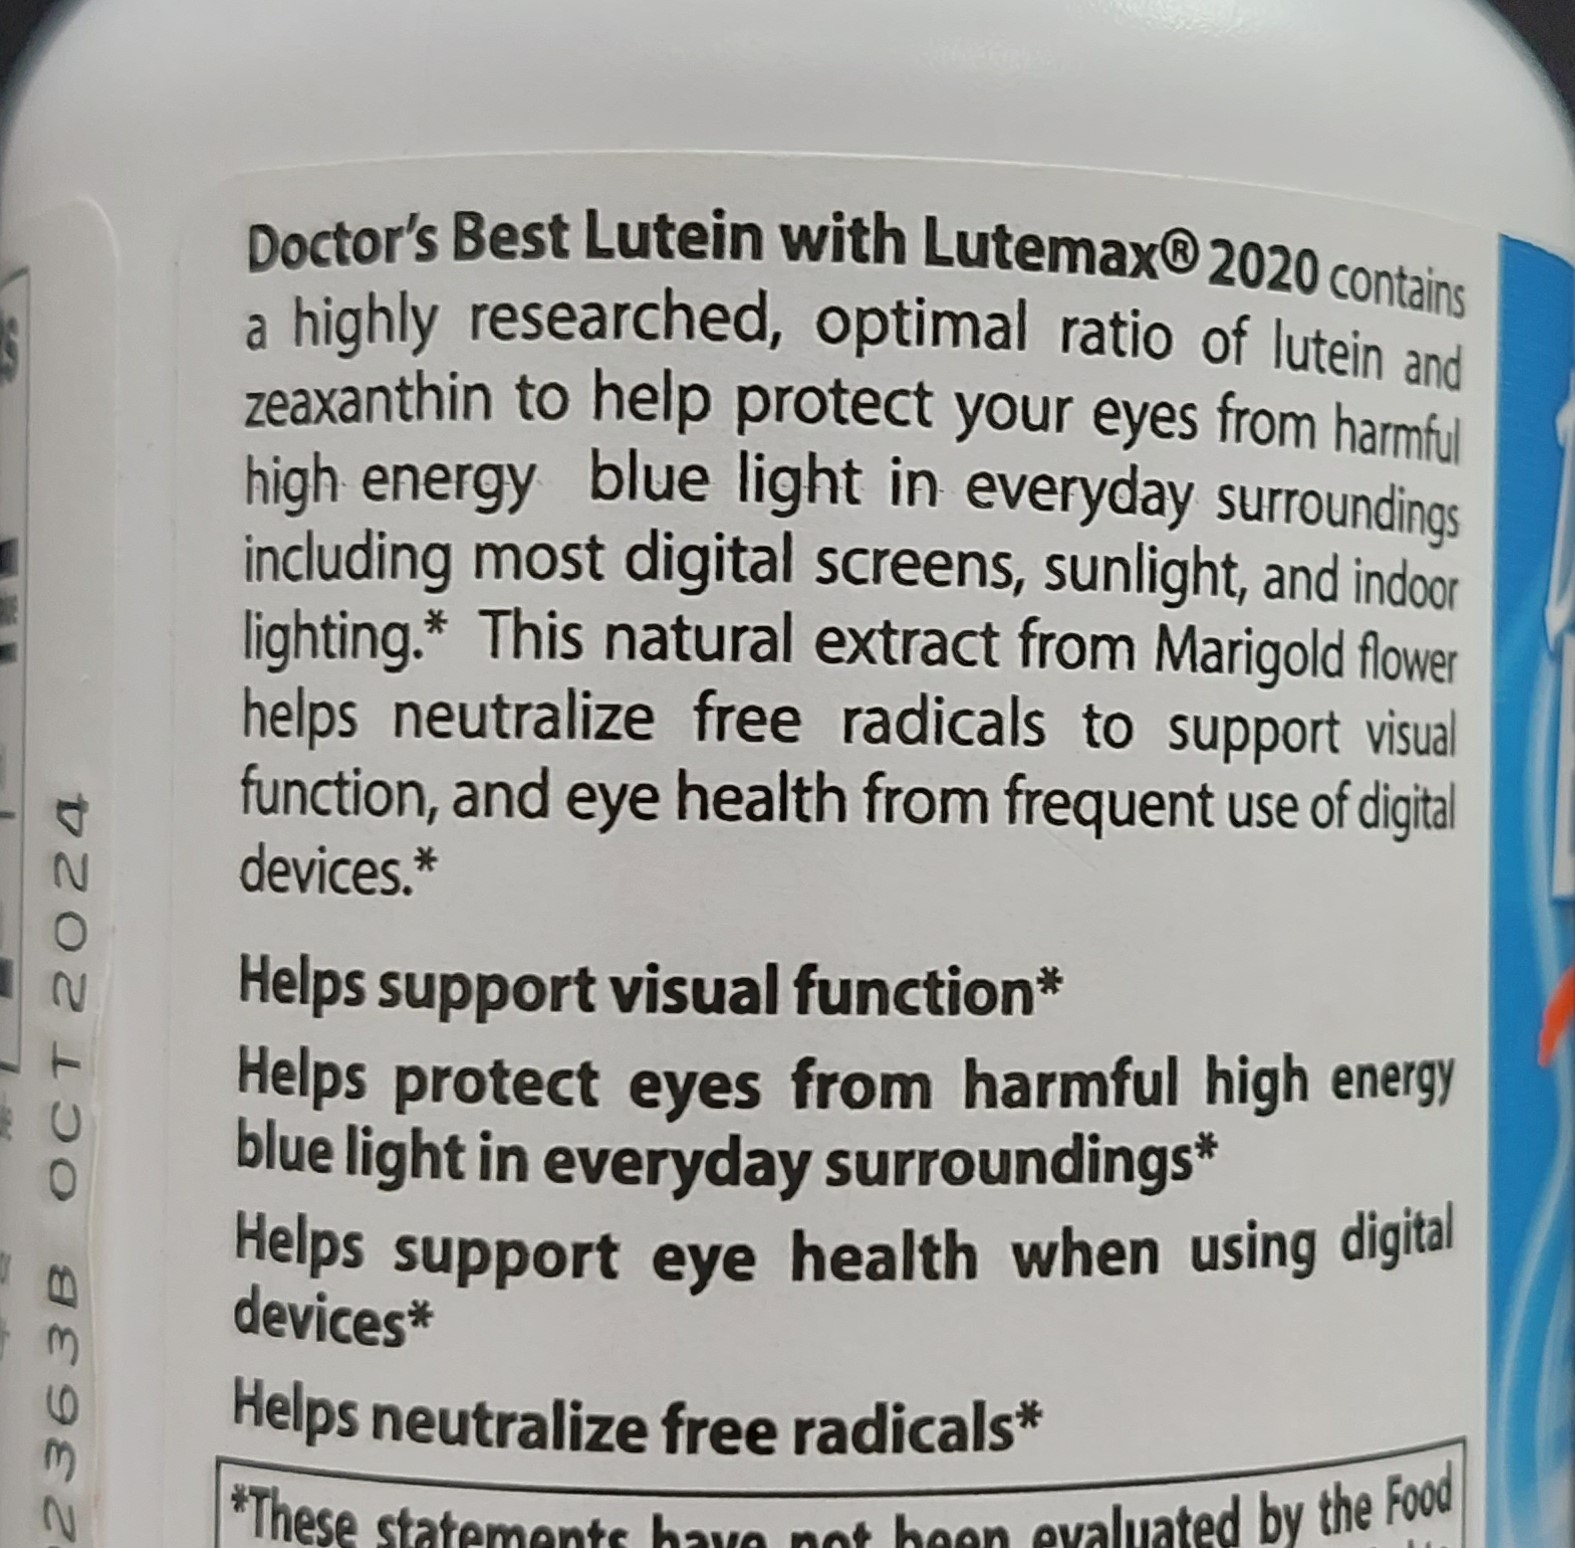 Doctor's Best Lutein with Lutemax® 2020 contains
a highly researched, optimal ratio of lutein and
zeaxanthin to help protect your eyes from harmful
high energy blue light in everyday surroundings
including most digital screens, sunlight, and indoor
lighting.* This natural extract from Marigold flower
helps neutralize free radicals to support visual
function, and eye health from frequent use of digital
devices.*
Helps support visual function*
Helps protect eyes from harmful high energy
blue light in everyday surroundings*
Helps support eye health when using digital
devices*
Helps neutralize free radicals*
*These statements have not been evaluated by the Food
2363B OCT 2024